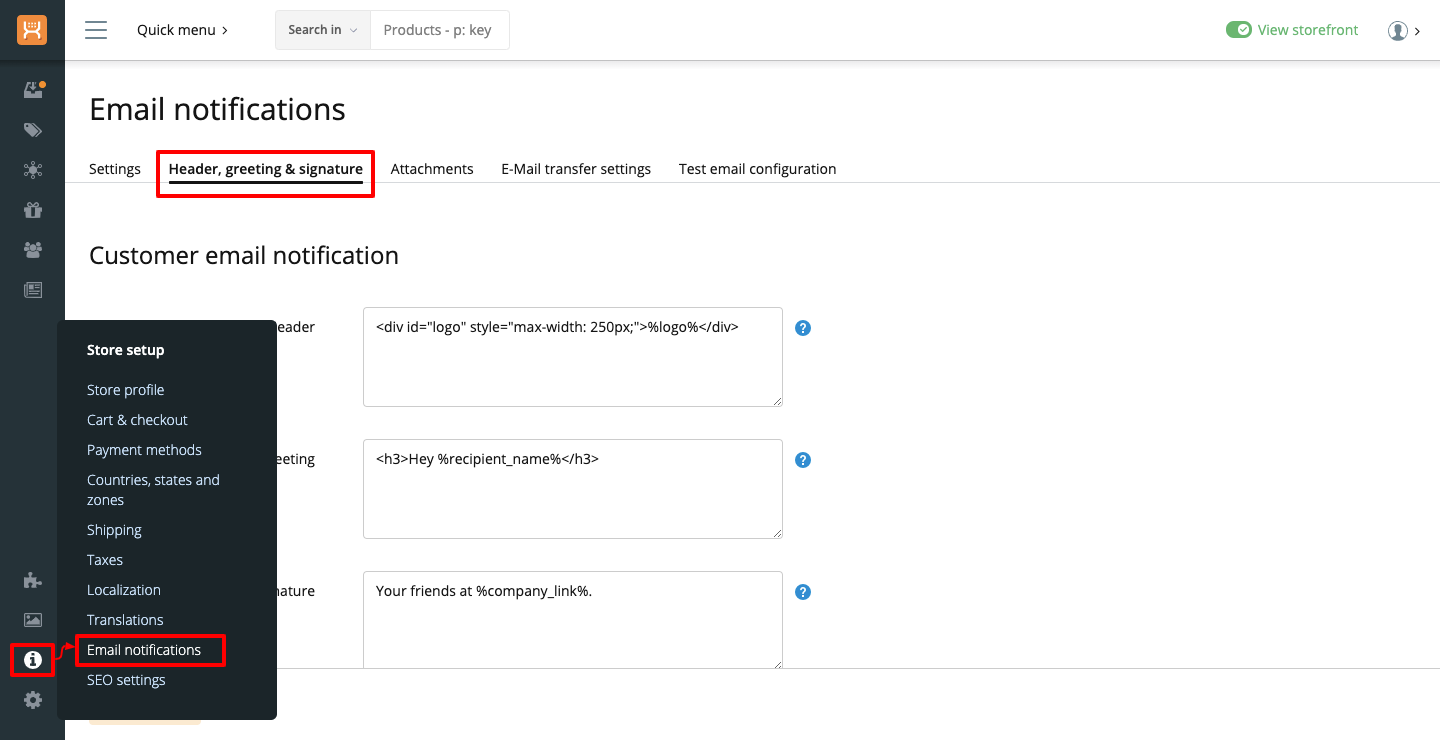 Quick menu
Search in
Products - p: key
View storefront
Email notifications
Settings
Header, greeting & signature
Attachments
E-Mail transfer settings
Test email configuration
Customer email notification
eader
<div id="logo" style="max-width: 250px;">%logo%</div>
?
Store setup
Store profile
Cart & checkout
Payment methods
Countries, states and
zones
Shipping
Taxes
Localization
Translations
Email notifications
SEO settings
eeting
<h3>Hey %recipient_name%</h3>
?
nature
Your friends at %company_link%.
?